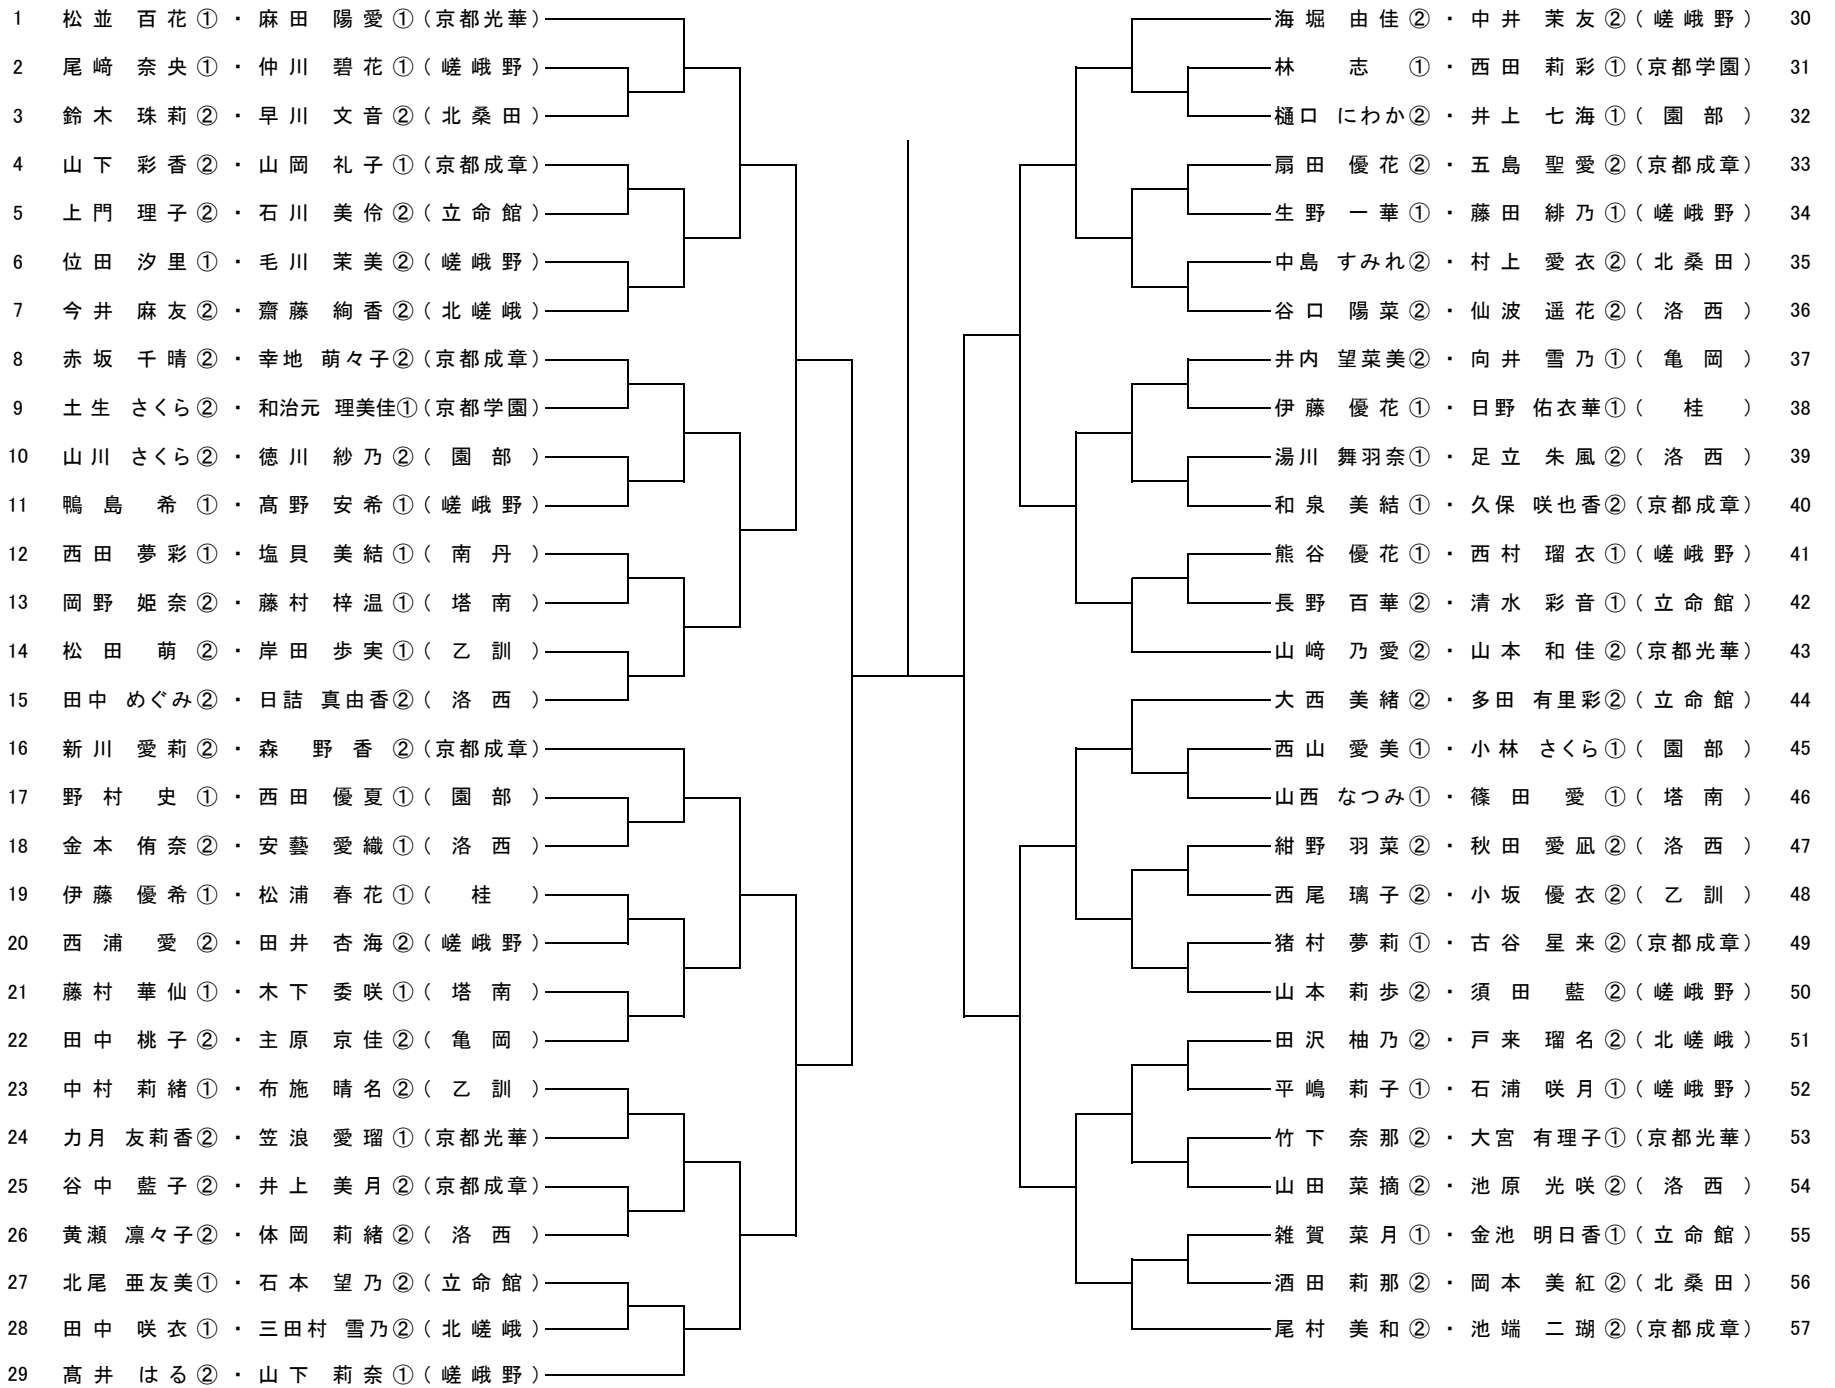 1 松並 百花① ・ 麻田 陽愛①(京都光華)
2 尾﨑 奈央① ・ 仲川 碧花①(嵯峨野)
3 鈴木 珠莉② ・ 早川 文音②(北桑田)
4 山下 彩香② ・ 山岡 礼子①(京都成章)
5 上門 理子② ・ 石川 美伶②(立命館)
6 位田 汐里① ・ 毛川 茉美②(嵯峨野)
7 今井 麻友② ・ 齋藤 絢香②(北嵯峨)
8 赤坂 千晴② ・ 幸地 萌々子②(京都成章)
9 土生 さくら② ・ 和治元 理美佳①(京都学園)
10 山川 さくら② ・ 徳川 紗乃②(園部)
11 鴨島 希① ・ 髙野 安希①(嵯峨野)
12 西田 夢彩① ・ 塩貝 美結①(南丹)
13 岡野 姫奈② ・ 藤村 梓温①(塔南)
14 松田 萌② ・ 岸田 歩実①(乙訓)
15 田中 めぐみ② ・ 日詰 真由香②(洛西)
16 新川 愛莉② ・ 森 野香②(京都成章)
17 野村 史① ・ 西田 優夏①(園部)
18 金本 侑奈② ・ 安藝 愛織①(洛西)
19 伊藤 優希① ・ 松浦 春花①(桂)
20 西浦 愛② ・ 田井 杏海②(嵯峨野)
21 藤村 華仙① ・ 木下 委咲①(塔南)
22 田中 桃子② ・ 主原 京佳②(亀岡)
23 中村 莉緒① ・ 布施 晴名②(乙訓)
24 力月 友莉香② ・ 笠浪 愛瑠①(京都光華)
25 谷中 藍子② ・ 井上 美月②(京都成章)
26 黄瀬 凛々子② ・ 体岡 莉緒②(洛西)
27 北尾 亜友美① ・ 石本 望乃②(立命館)
28 田中 咲衣① ・ 三田村 雪乃②(北嵯峨)
29 髙井 はる② ・ 山下 莉奈①(嵯峨野)
海堀 由佳② ・ 中井 茉友②(嵯峨野) 30
林 志① ・ 西田 莉彩①(京都学園) 31
樋口 にわか② ・ 井上 七海①(園部) 32
扇田 優花② ・ 五島 聖愛②(京都成章) 33
生野 一華① ・ 藤田 緋乃①(嵯峨野) 34
中島 すみれ② ・ 村上 愛衣②(北桑田) 35
谷口 陽菜② ・ 仙波 遥花②(洛西) 36
井内 望菜美② ・ 向井 雪乃①(亀岡) 37
伊藤 優花① ・ 日野 佑衣華①(桂) 38
湯川 舞羽奈① ・ 足立 朱風②(洛西) 39
和泉 美結① ・ 久保 咲也香②(京都成章) 40
熊谷 優花① ・ 西村 瑠衣①(嵯峨野) 41
長野 百華② ・ 清水 彩音①(立命館) 42
山﨑 乃愛② ・ 山本 和佳②(京都光華) 43
大西 美緒② ・ 多田 有里彩②(立命館) 44
西山 愛美① ・ 小林 さくら①(園部) 45
山西 なつみ① ・ 篠田 愛①(塔南) 46
紺野 羽菜② ・ 秋田 愛凪②(洛西) 47
西尾 璃子② ・ 小坂 優衣②(乙訓) 48
猪村 夢莉① ・ 古谷 星来②(京都成章) 49
山本 莉歩② ・ 須田 藍②(嵯峨野) 50
田沢 柚乃② ・ 戸来 瑠名②(北嵯峨) 51
平嶋 莉子① ・ 石浦 咲月①(嵯峨野) 52
竹下 奈那② ・ 大宮 有理子①(京都光華) 53
山田 菜摘② ・ 池原 光咲②(洛西) 54
雑賀 菜月① ・ 金池 明日香①(立命館) 55
酒田 莉那② ・ 岡本 美紅②(北桑田) 56
尾村 美和② ・ 池端 二瑚②(京都成章) 57